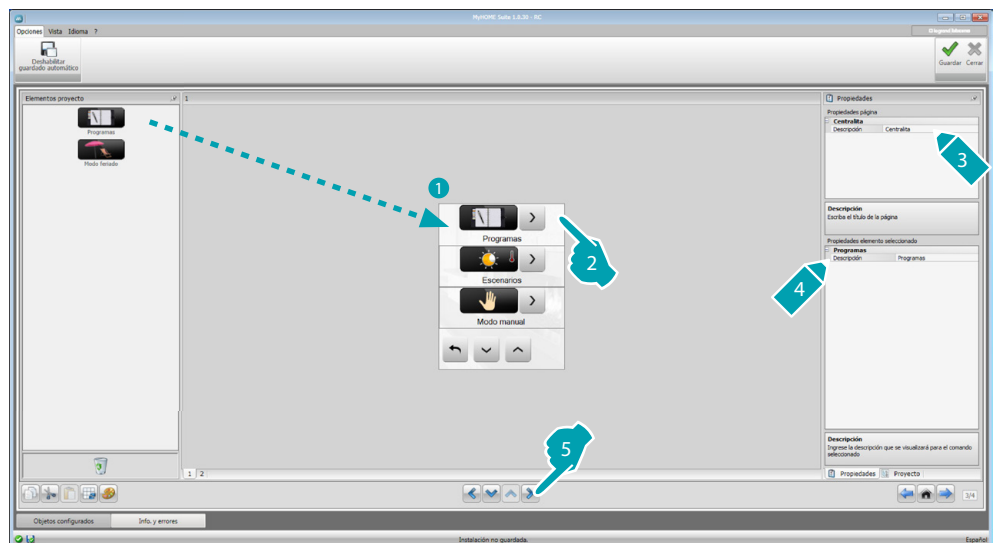 MyHOME Suite 1.0.30 - RC
Opciones Vista Idioma ?
Deshabilitar
guardado automático
Guardar Cerrar
Elementos proyecto
Programas
Modo feriado
1
1
Programas
2
Escenarios
Modo manual
Propiedades
Propiedades página
Centralita
Descripción Centralita
3
Descripción
Escriba el título de la página
Propiedades elemento seleccionado
Programas
Descripción Programas
4
Descripción
Ingrese la descripción que se visualizará para el comando
seleccionado
Propiedades Proyecto
1 2
5
3/4
Objetos configurados Info. y errores
Instalación no guardada. Español